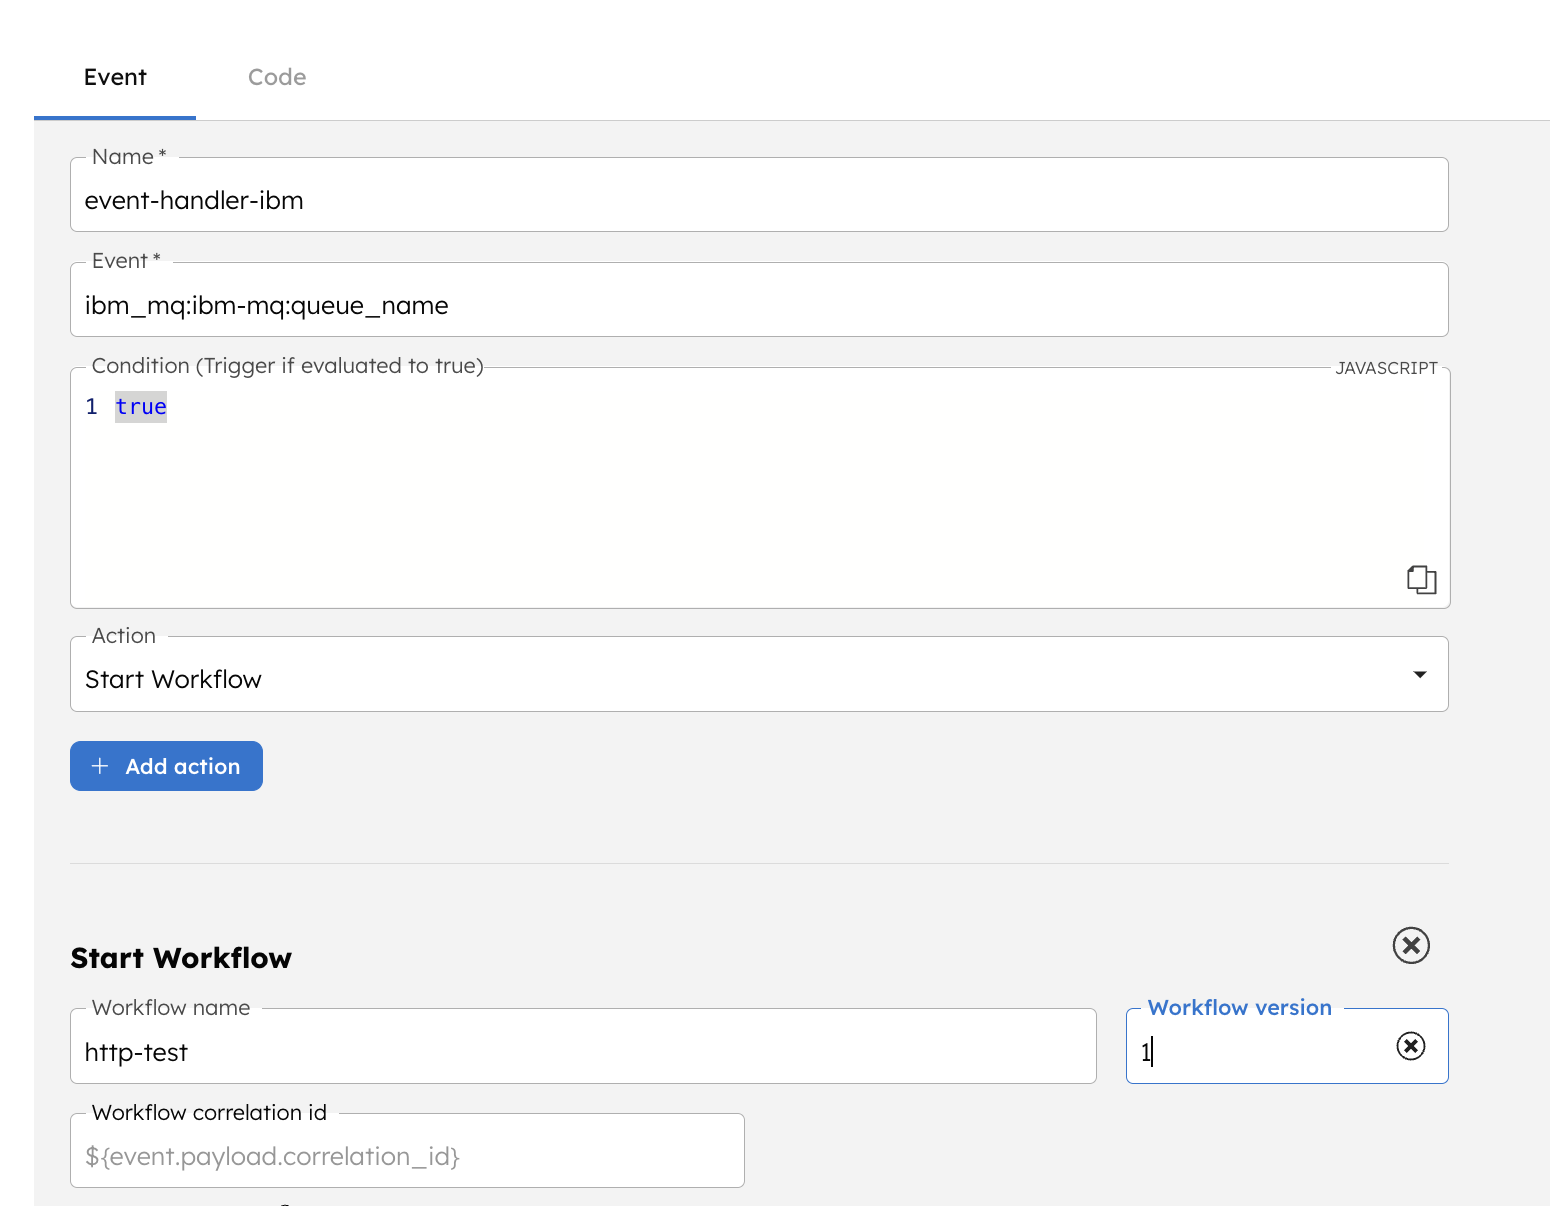 Event Code
Name *
event-handler-ibm
Event *
ibm_mq:ibm-mq:queue_name
Condition (Trigger if evaluated to true) JAVASCRIPT
1 true
Action
Start Workflow
+ Add action
Start Workflow
Workflow name Workflow version
http-test 1
Workflow correlation id
${event.payload.correlation_id}